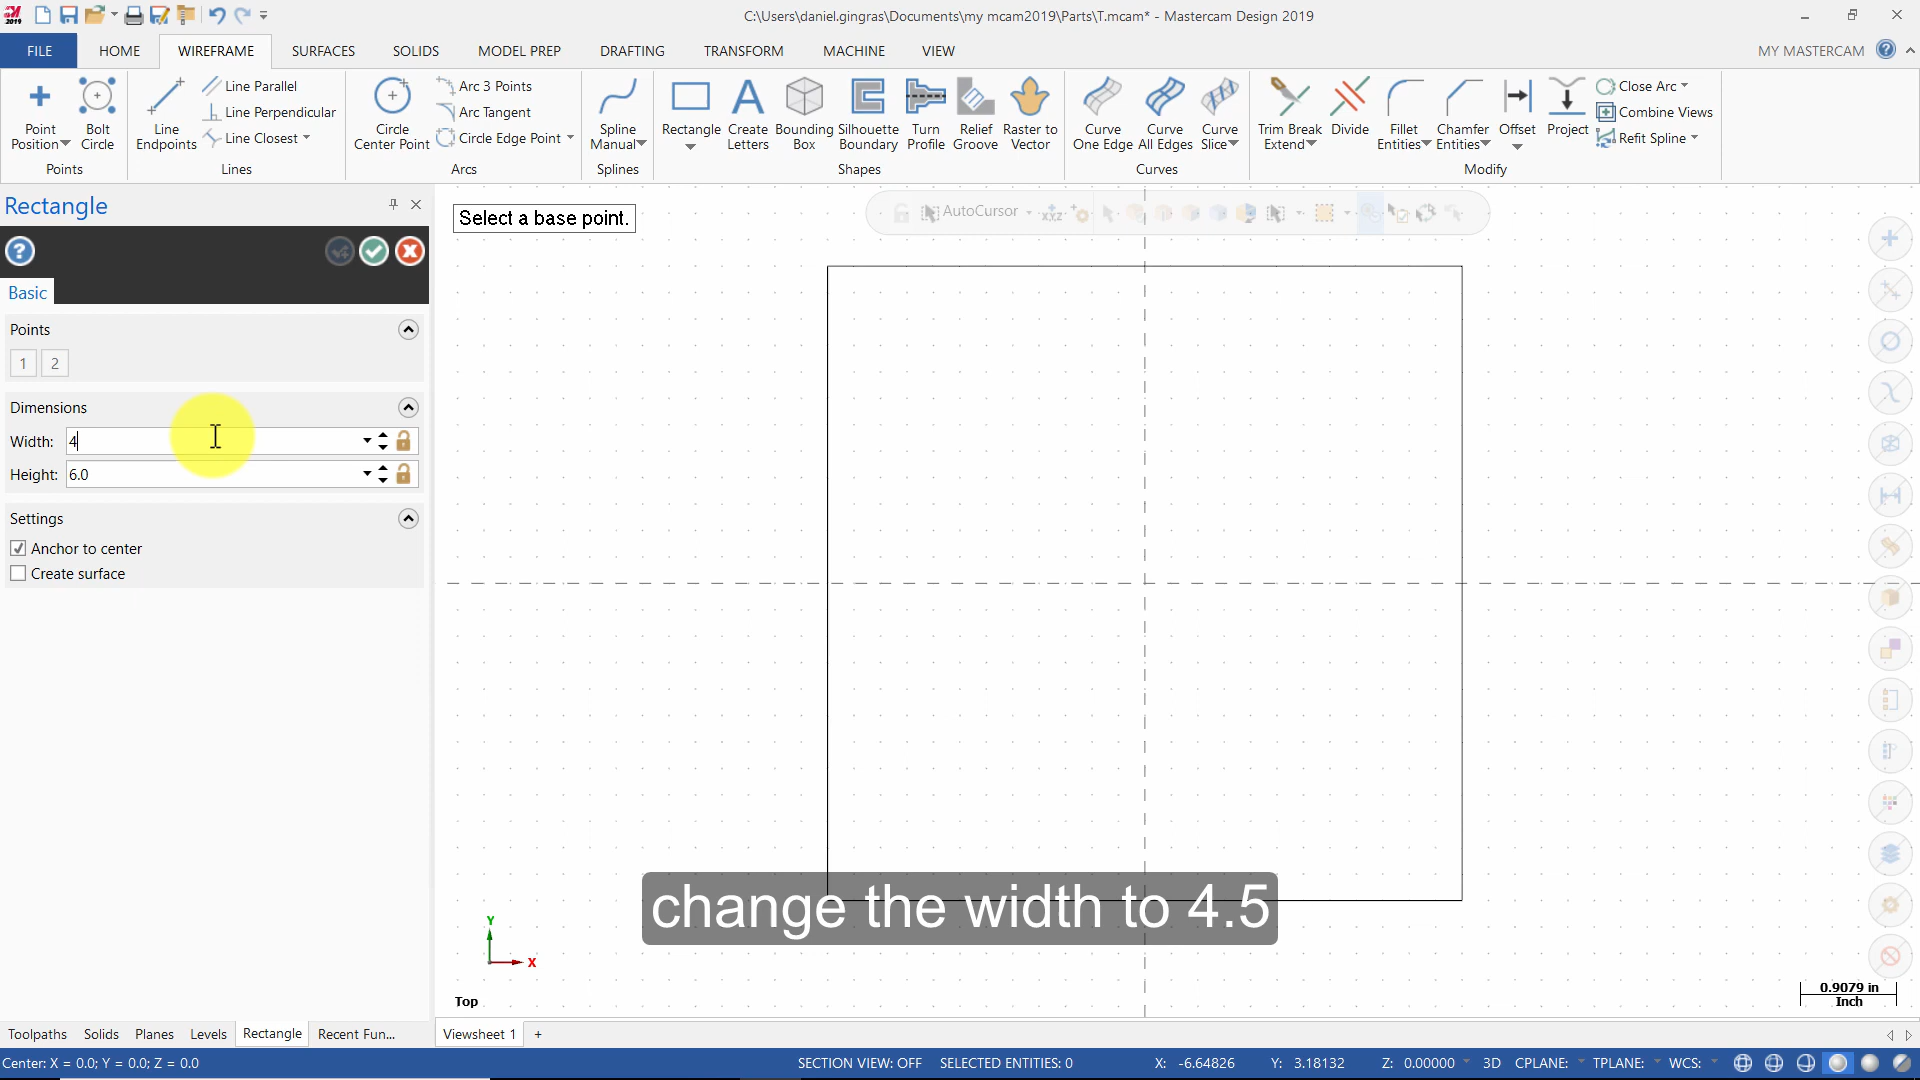 2019
C:\Users\daniel.gingras\Documents\my mcam2019\Parts\T.mcam* - Mastercam Design 2019
FILE HOME WIREFRAME SURFACES SOLIDS MODEL PREP DRAFTING TRANSFORM MACHINE VIEW MY MASTERCAM
Point Position
Bolt Circle
Points
Line Endpoints
Line Parallel
Line Perpendicular
Line Closest
Lines
Circle Center Point
Arc 3 Points
Arc Tangent
Circle Edge Point
Arcs
Spline Manual
Splines
Rectangle
Create Letters
Bounding Box
Silhouette Boundary
Turn Profile
Relief Groove
Raster to Vector
Shapes
Curve One Edge
Curve All Edges
Curve Slice
Curves
Trim Break Extend
Divide
Fillet Entities
Chamfer Entities
Offset
Project
Close Arc
Combine Views
Refit Spline
Modify
Rectangle
Basic
Points
1 2
Dimensions
Width: 4
Height: 6.0
Settings
Anchor to center
Create surface
Select a base point.
AutoCursor
change the width to 4.5
Y
X
Top
0.9079 in
Inch
Toolpaths Solids Planes Levels Rectangle Recent Fun... Viewsheet 1 +
Center: X = 0.0; Y = 0.0; Z = 0.0 SECTION VIEW: OFF SELECTED ENTITIES: 0 X: -6.64826 Y: 3.18132 Z: 0.00000 3D CPLANE: TPLANE: WCS: